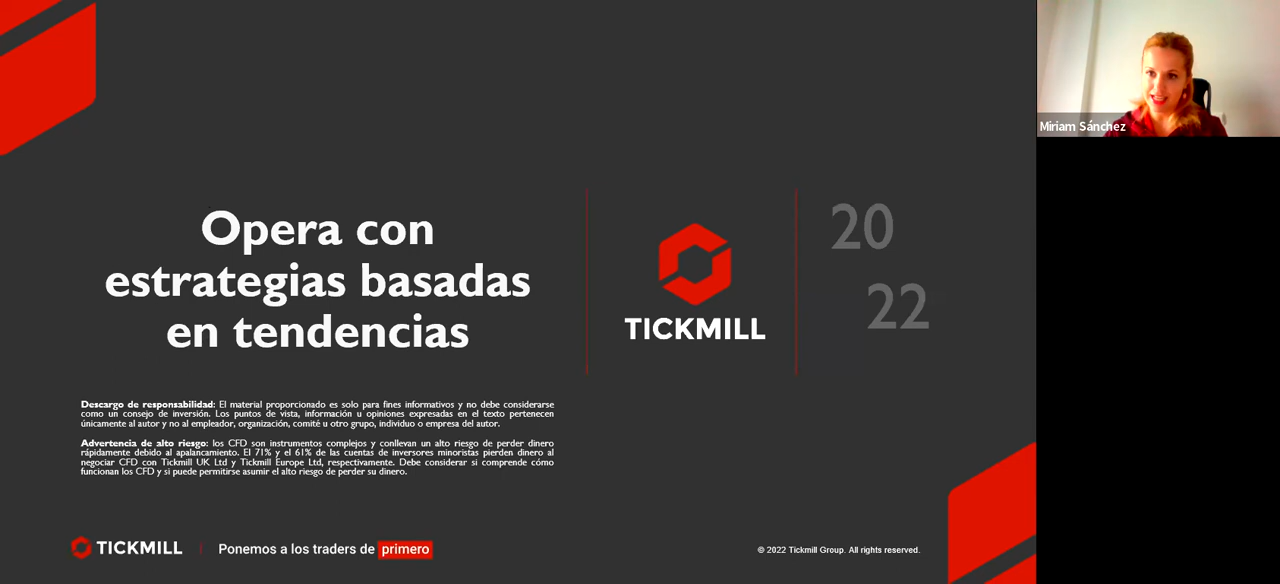 Opera con
estrategias basadas
en tendencias
TICKMILL
20
22
Descargo de responsabilidad: El material proporcionado es solo para fines informativos y no debe considerarse
como un consejo de inversión. Los puntos de vista, información u opiniones expresadas en el texto pertenecen
únicamente al autor y no al empleador, organización, comité u otro grupo, individuo o empresa del autor.
Advertencia de alto riesgo: los CFD son instrumentos complejos y conllevan un alto riesgo de perder dinero
rápidamente debido al apalancamiento. El 71% y el 61% de las cuentas de inversores minoristas pierden dinero al
negociar CFD con Tickmill UK Ltd y Tickmill Europe Ltd, respectivamente. Debe considerar si comprende cómo
funcionan los CFD y si puede permitirse asumir el alto riesgo de perder su dinero.
TICKMILL | Ponemos a los traders de primero
© 2022 Tickmill Group. All rights reserved.
Miriam Sánchez